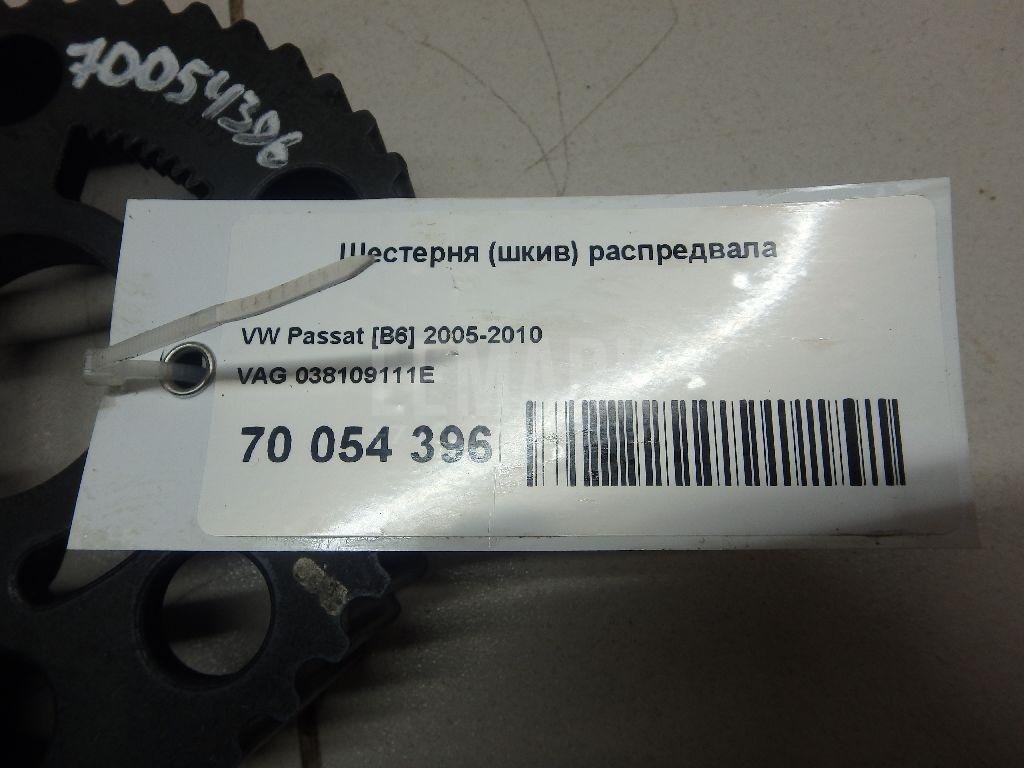 70054396
Шестерня (шкив) распредвала
VW Passat [B6] 2005-2010
VAG 038109111E
70 054 396